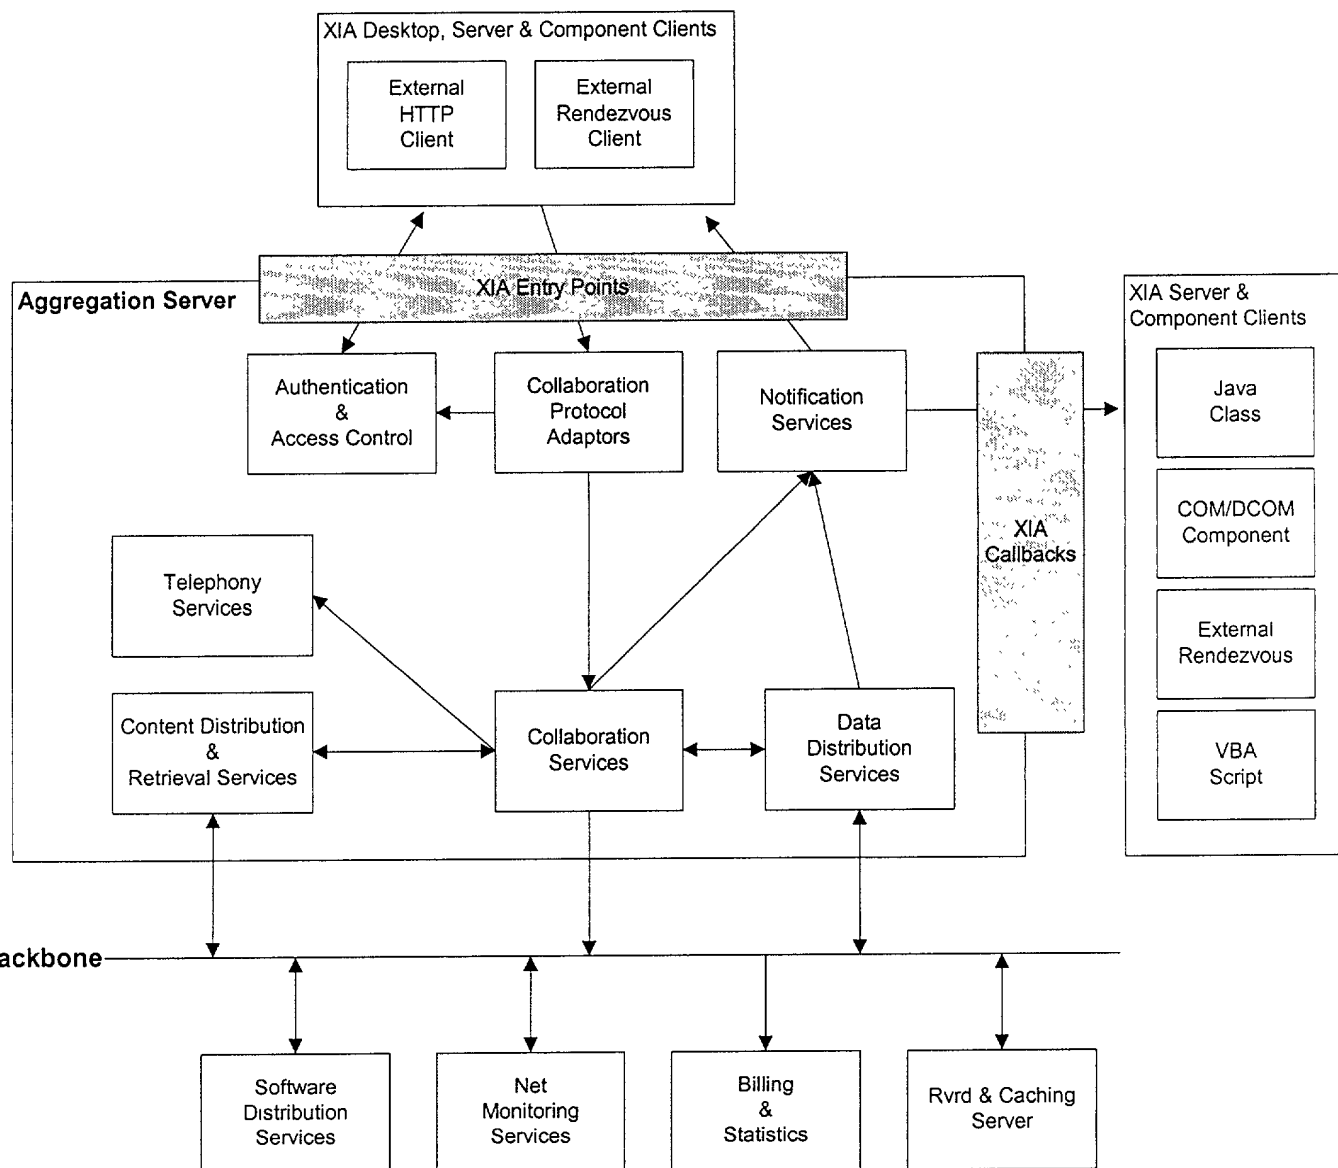 XIA Desktop, Server & Component Clients
External
HTTP
Client
External
Rendezvous
Client
XIA Entry Points
Aggregation Server
XIA Server &
Component Clients
Authentication
&
Access Control
Collaboration
Protocol
Adaptors
Notification
Services
Java
Class
COM/DCOM
Component
XIA
Callbacks
Telephony
Services
External
Rendezvous
Content Distribution
&
Retrieval Services
Collaboration
Services
Data
Distribution
Services
VBA
Script
ackbone
Software
Distribution
Services
Net
Monitoring
Services
Billing
&
Statistics
Rvrd & Caching
Server